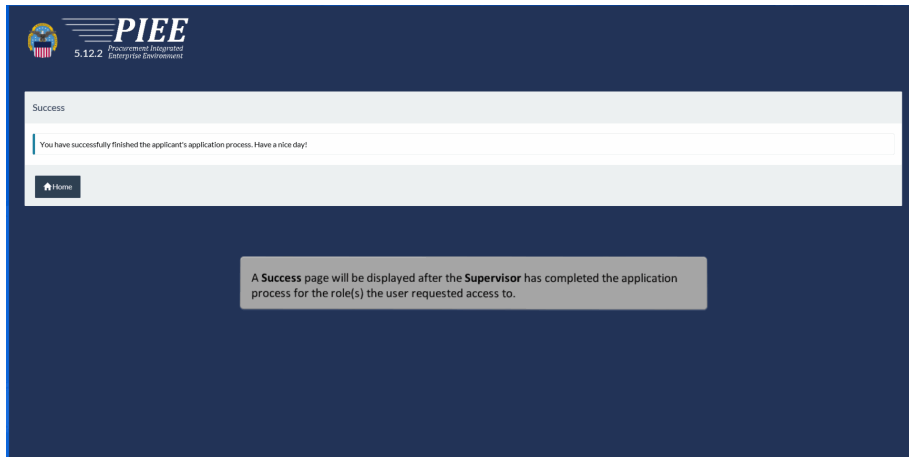 PIEE
5.12.2 Procurement Integrated
Enterprise Environment
Success
You have successfully finished the applicant's application process. Have a nice day!
Home
A Success page will be displayed after the Supervisor has completed the application
process for the role(s) the user requested access to.